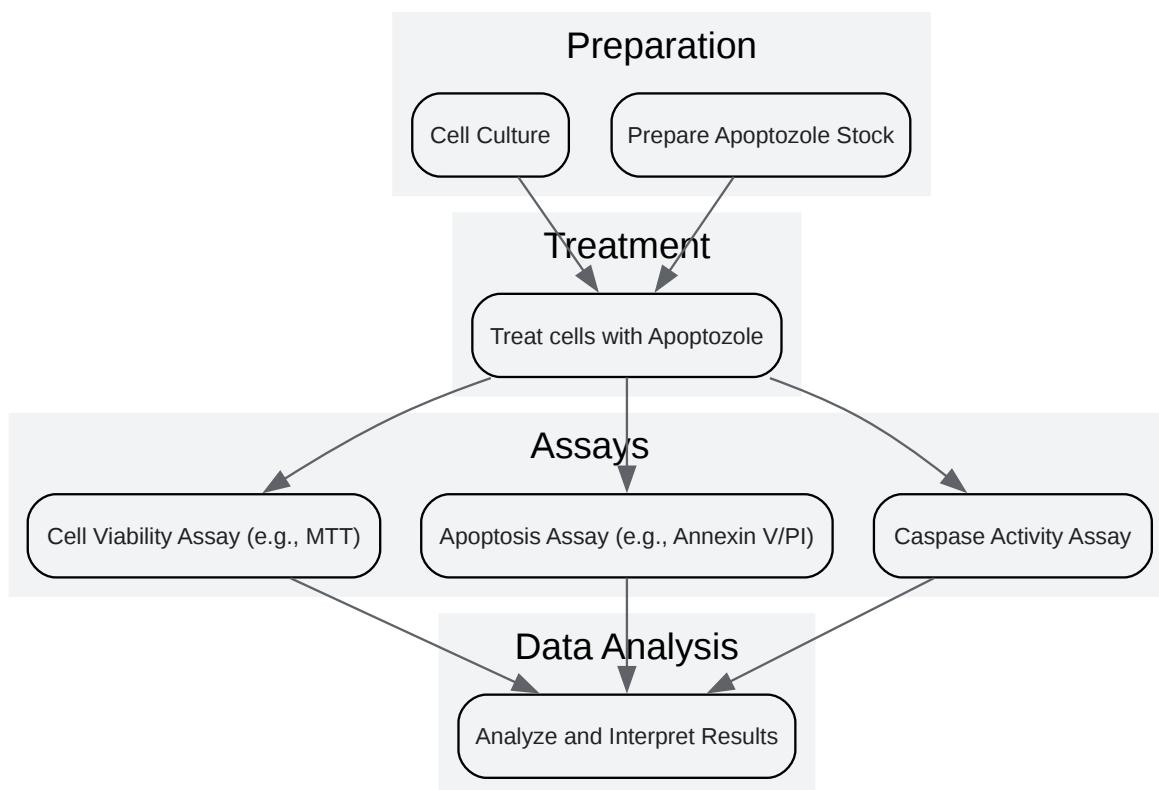 Preparation
Cell Culture
Prepare Apoptozole Stock
Treatment
Treat cells with Apoptozole
Assays
Cell Viability Assay (e.g., MTT)
Apoptosis Assay (e.g., Annexin V/PI)
Caspase Activity Assay
Data Analysis
Analyze and Interpret Results